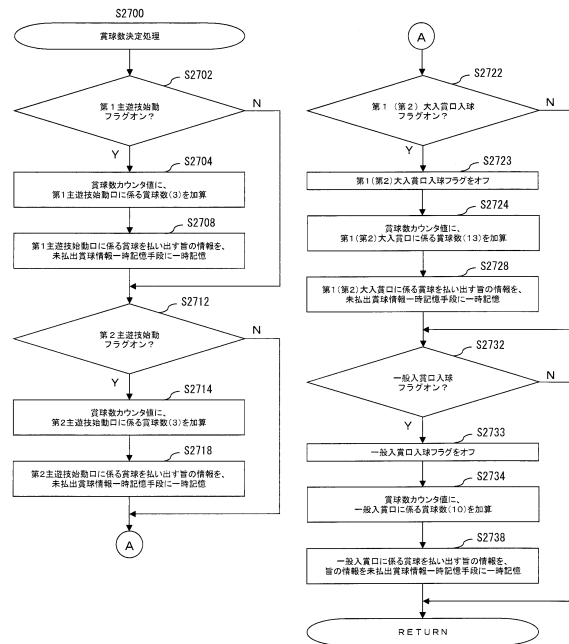 S2700
賞球数決定処理
S2702
第1主遊技始動
フラグオン?
N
Y
S2704
賞球数カウンタ値に、
第1主遊技始動口に係る賞球数(3)を加算
S2708
第1主遊技始動口に係る賞球を払い出す旨の情報を、
未払出賞球情報一時記憶手段に一時記憶
S2712
第2主遊技始動
フラグオン?
N
Y
S2714
賞球数カウンタ値に、
第2主遊技始動口に係る賞球数(3)を加算
S2718
第2主遊技始動口に係る賞球を払い出す旨の情報を、
未払出賞球情報一時記憶手段に一時記憶
A
A
S2722
第1(第2)大入賞口入球
フラグオン?
N
Y
S2723
第1(第2)大入賞口入球フラグをオフ
S2724
賞球数カウンタ値に、
第1(第2)大入賞口に係る賞球数(13)を加算
S2728
第1(第2)大入賞口に係る賞球を払い出す旨の情報を、
未払出賞球情報一時記憶手段に一時記憶
S2732
一般入賞口入球
フラグオン?
N
Y
S2733
一般入賞口入球フラグをオフ
S2734
賞球数カウンタ値に、
一般入賞口に係る賞球数(10)を加算
S2738
一般入賞口に係る賞球を払い出す旨の情報を、
旨の情報を未払出賞球情報一時記憶手段に一時記憶
RETURN